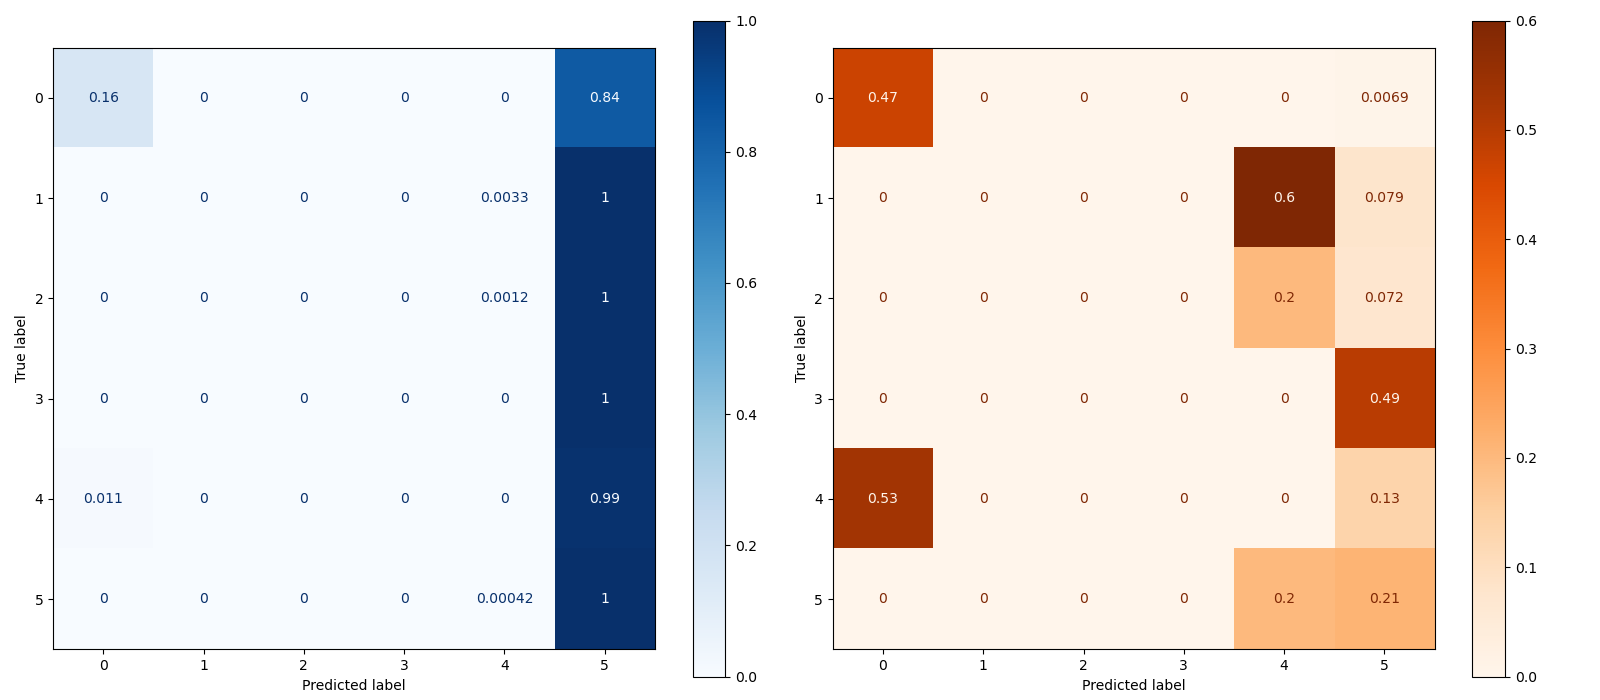 1.0
0.8
0.6
0.4
0.2
0.0
True label
0 0.16 0 0 0 0 0.84
1 0 0 0 0 0.0033 1
2 0 0 0 0 0.0012 1
3 0 0 0 0 0 1
4 0.011 0 0 0 0 0.99
5 0 0 0 0 0.00042 1
0 1 2 3 4 5
Predicted label
0.6
0.5
0.4
0.3
0.2
0.1
0.0
True label
0 0.47 0 0 0 0 0.0069
1 0 0 0 0 0.6 0.079
2 0 0 0 0 0.2 0.072
3 0 0 0 0 0 0.49
4 0.53 0 0 0 0 0.13
5 0 0 0 0 0.2 0.21
0 1 2 3 4 5
Predicted label